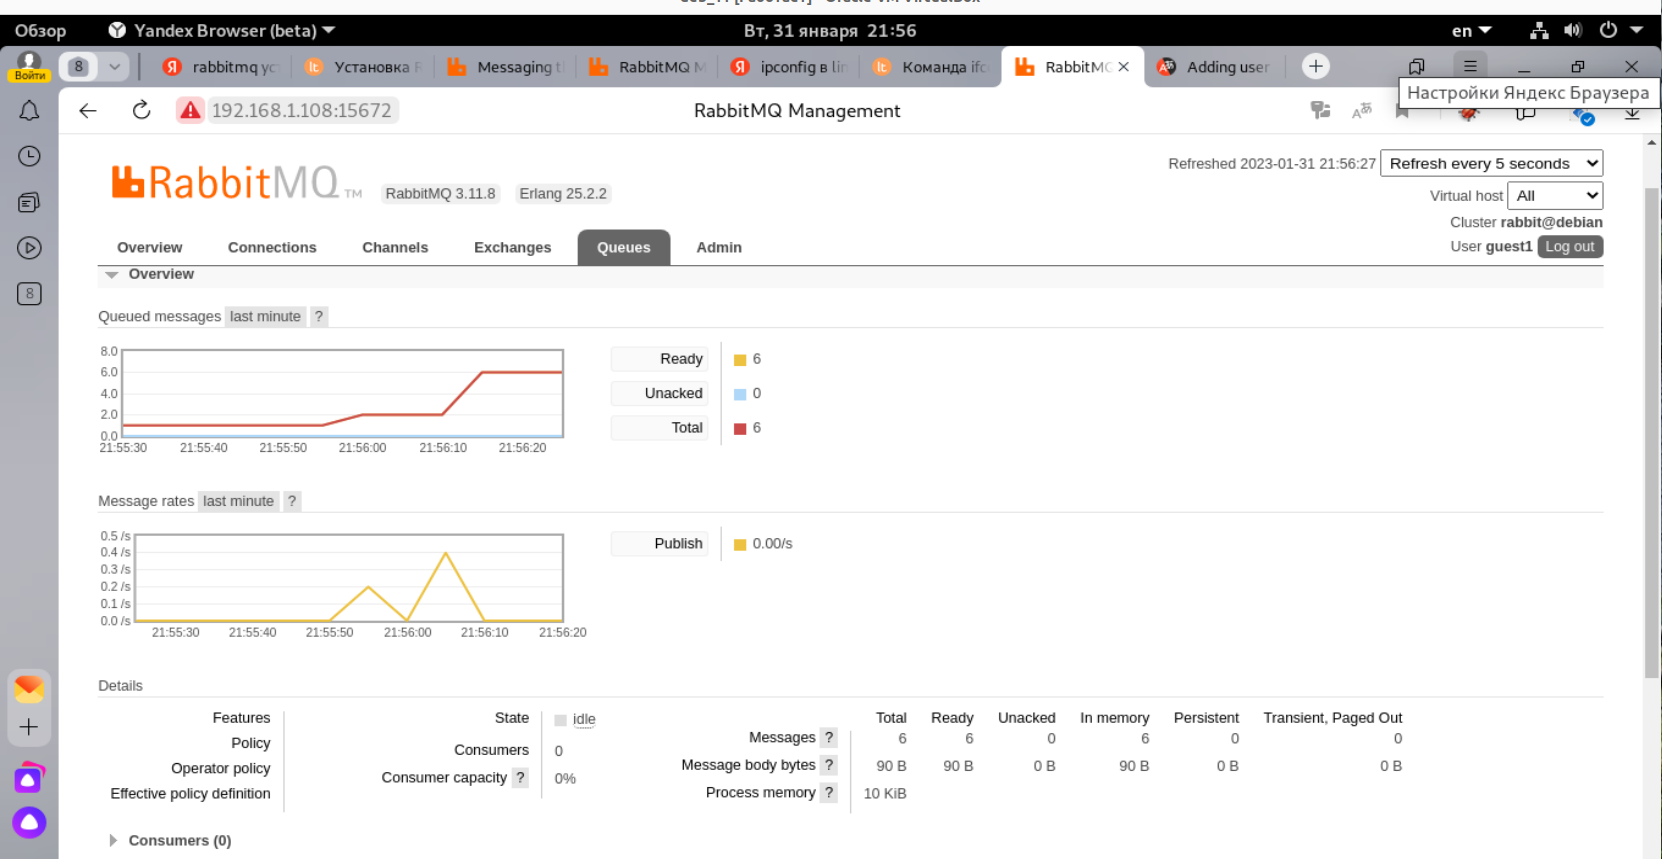 Обзор Yandex Browser (beta) Вт, 31 января 21:56 en
Войти 8 rabbitmq ус Установка R Messaging t RabbitMQ M ipconfig в lin Команда ifc RabbitMQ Adding user
Настройки Яндекс Браузера
192.168.1.108:15672 RabbitMQ Management
Refreshed 2023-01-31 21:56:27 Refresh every 5 seconds
RabbitMQ TM RabbitMQ 3.11.8 Erlang 25.2.2
Virtual host All
Cluster rabbit@debian
User guest1 Log out
Overview Connections Channels Exchanges Queues Admin
Overview
8
Queued messages last minute ?
8.0
6.0
4.0
2.0
0.0
21:55:30 21:55:40 21:55:50 21:56:00 21:56:10 21:56:20
Ready 6
Unacked 0
Total 6
Message rates last minute ?
0.5 /s
0.4 /s
0.3 /s
0.2 /s
0.1 /s
0.0 /s
21:55:30 21:55:40 21:55:50 21:56:00 21:56:10 21:56:20
Publish 0.00/s
Details
Features
Policy
Operator policy
Effective policy definition
State idle
Consumers 0
Consumer capacity ? 0%
Total Ready Unacked In memory Persistent Transient, Paged Out
Messages ? 6 6 0 6 0 0
Message body bytes ? 90 B 90 B 0 B 90 B 0 B 0 B
Process memory ? 10 KiB
Consumers (0)